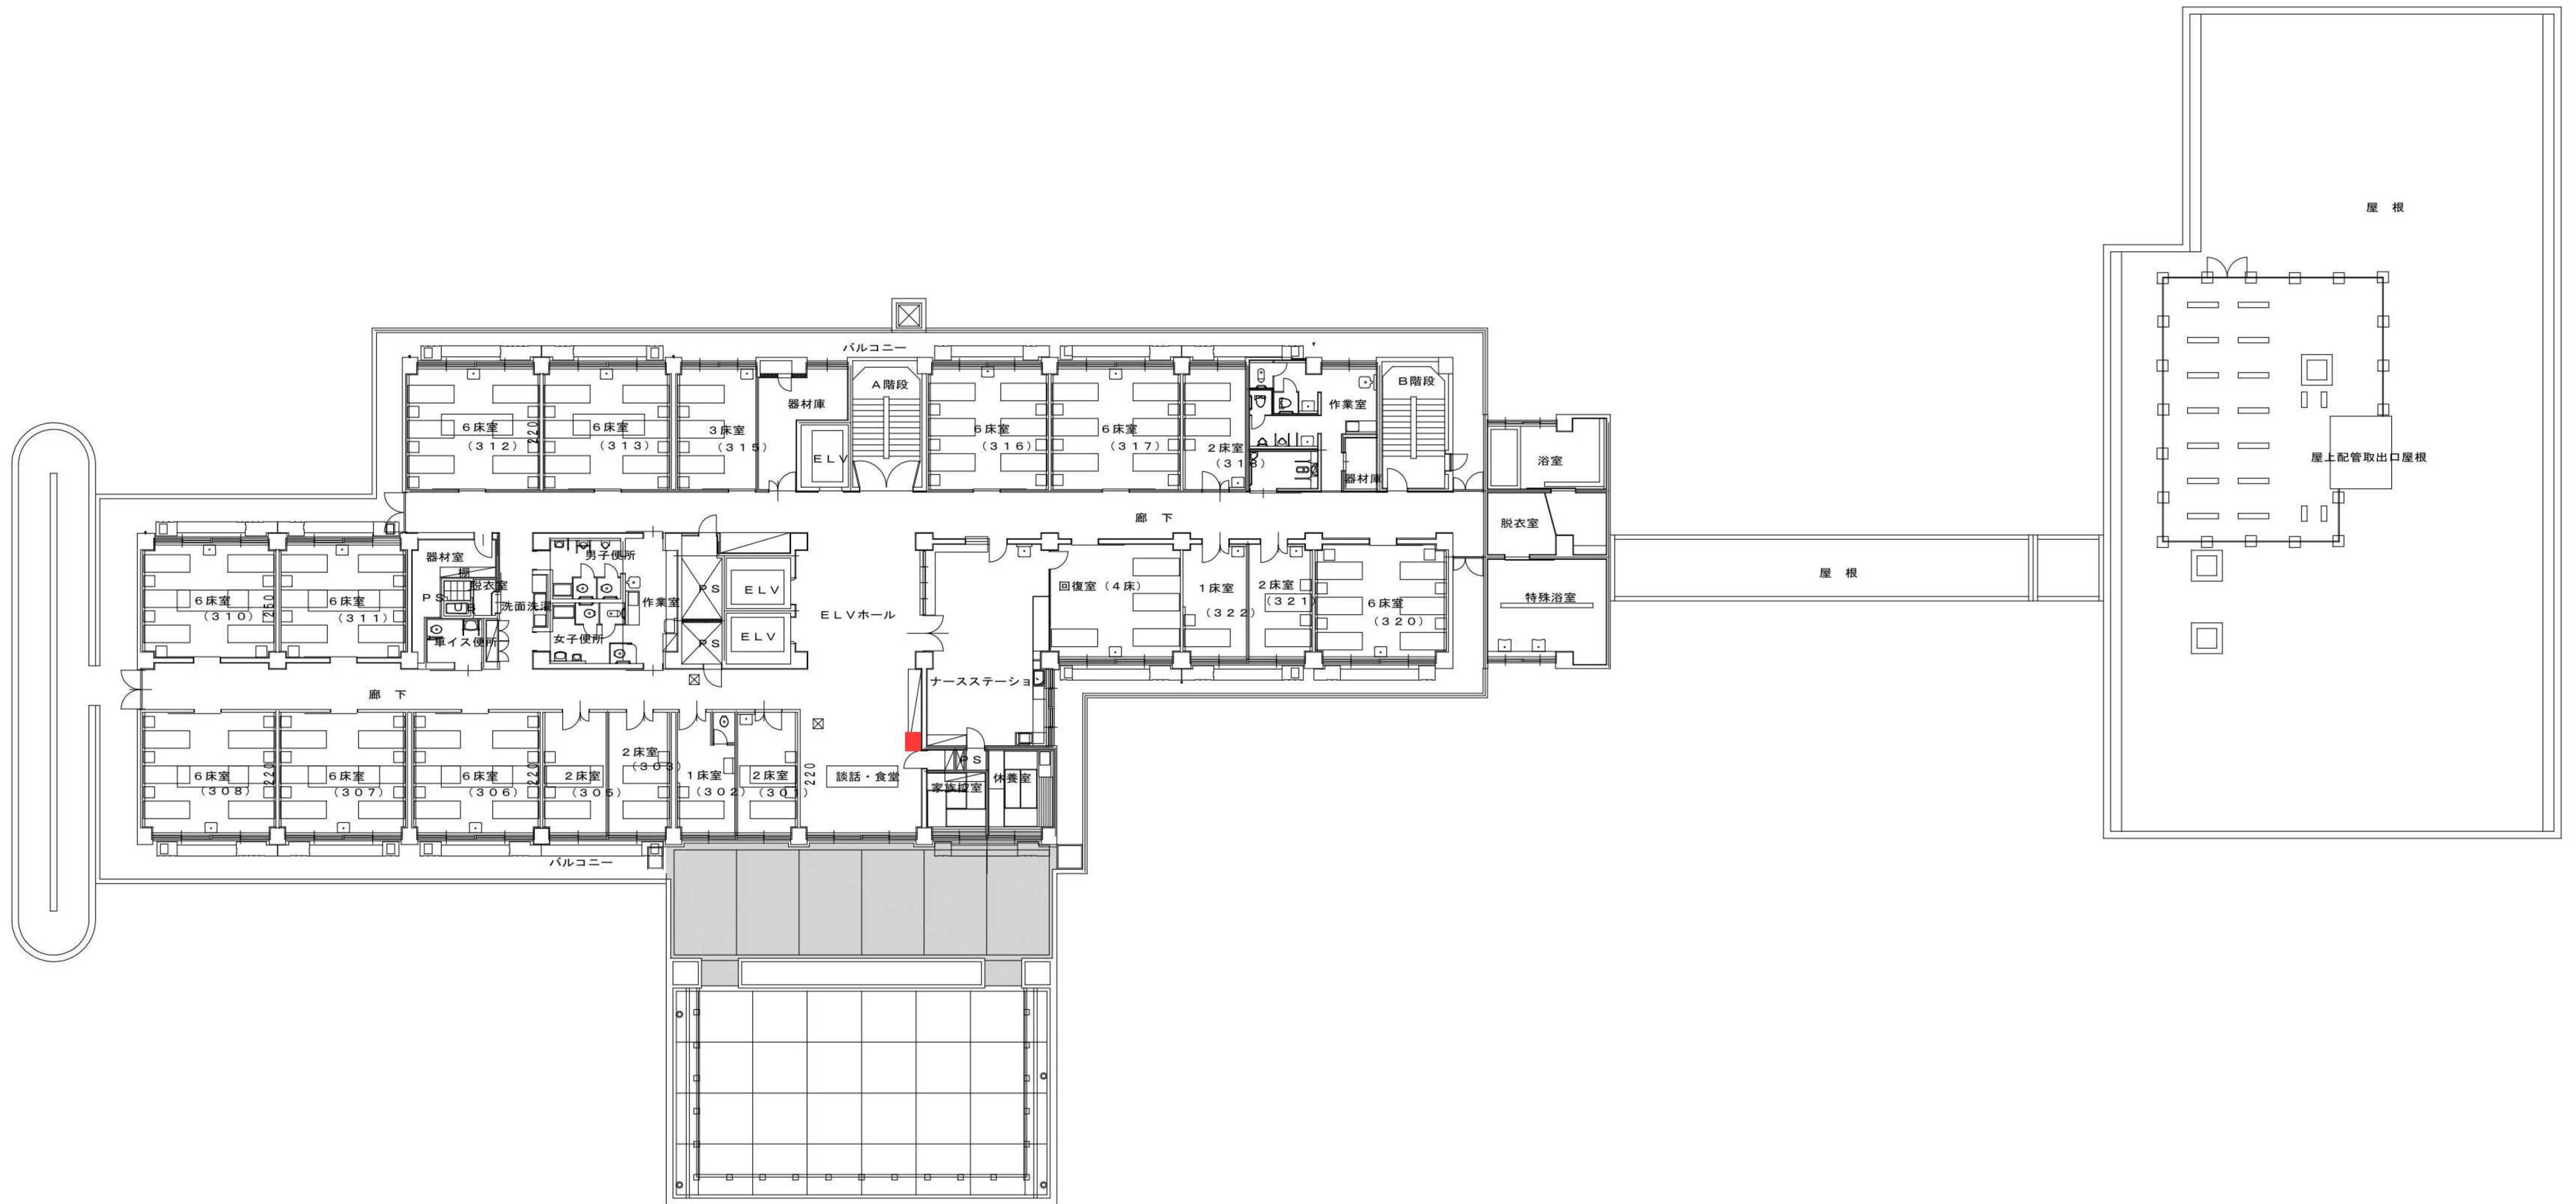 屋　根
バルコニー
A階段
B階段
器材庫
作業室
6床室
(312)
220
6床室
(313)
3床室
(315)
ELV
6床室
(316)
6床室
(317)
2床室
(318)
器材庫
浴室
屋上配管取出口屋根
廊　下
脱衣室
器材室
棚
脱衣室
PS
UB
洗面洗濯
車イス便所
男子便所
女子便所
作業室
PS
PS
ELV
ELV
ELVホール
6床室
(310)
250
6床室
(311)
回復室（4床）
1床室
(322)
2床室
(321)
6床室
(320)
特殊浴室
屋　根
ナースステーション
廊　下
6床室
(308)
220
6床室
(307)
6床室
(306)
220
2床室
(305)
2床室
(303)
1床室
(302)
2床室
(301)
220
談話・食堂
PS
家族控室
休養室
バルコニー